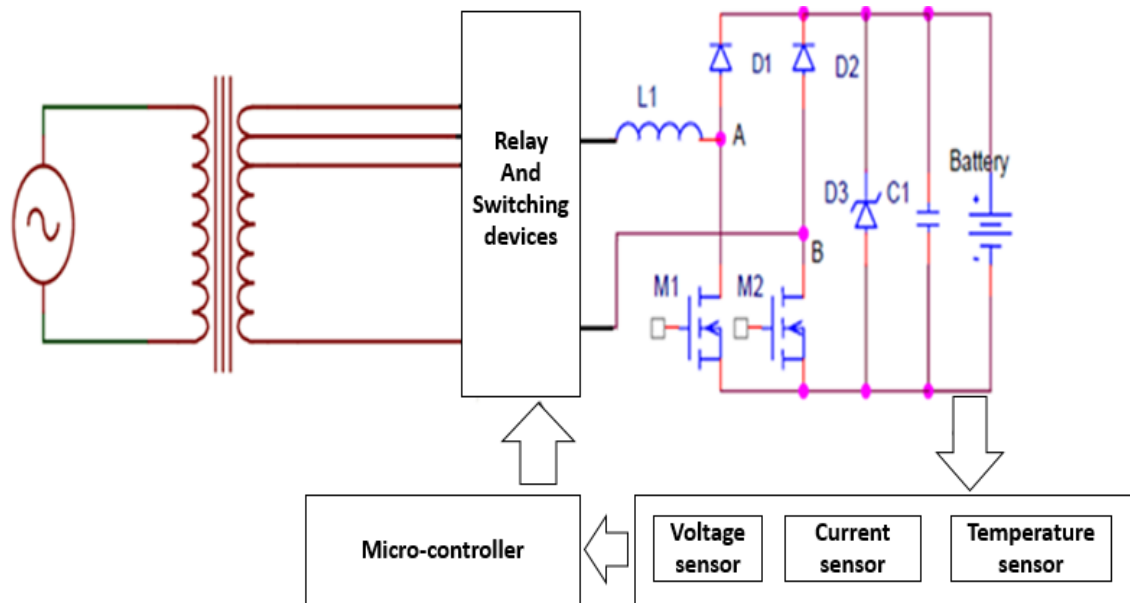 D1
D2
L1
A
Relay
And
Switching
devices
Battery
D3
C1
+
-
B
M1
M2
Micro-controller
Voltage
sensor
Current
sensor
Temperature
sensor